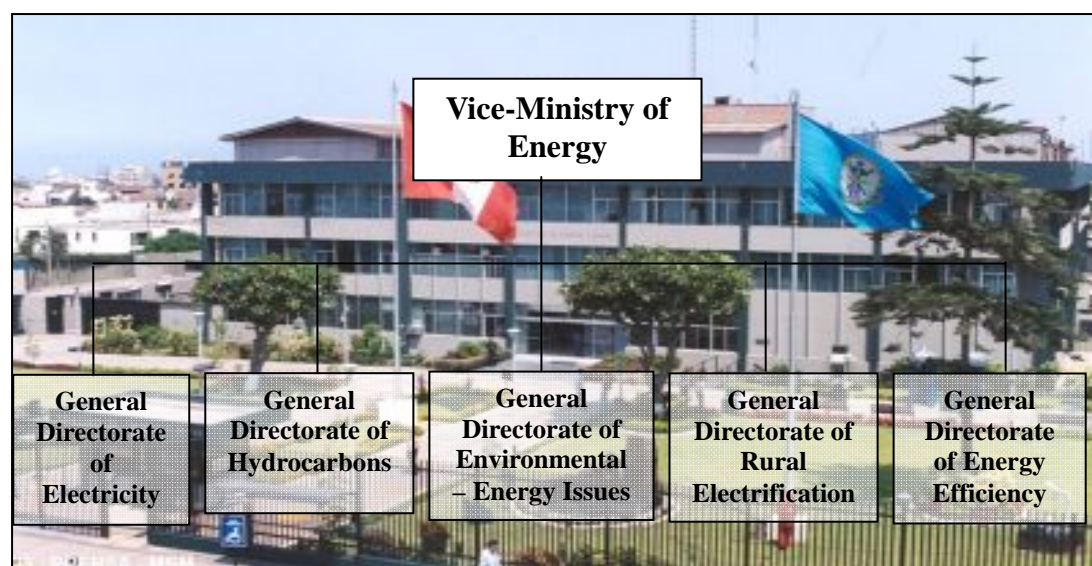 Vice-Ministry of
Energy
General
Directorate
of
Electricity
General
Directorate of
Hydrocarbons
General
Directorate of
Environmental
– Energy Issues
General
Directorate of
Rural
Electrification
General
Directorate
of Energy
Efficiency